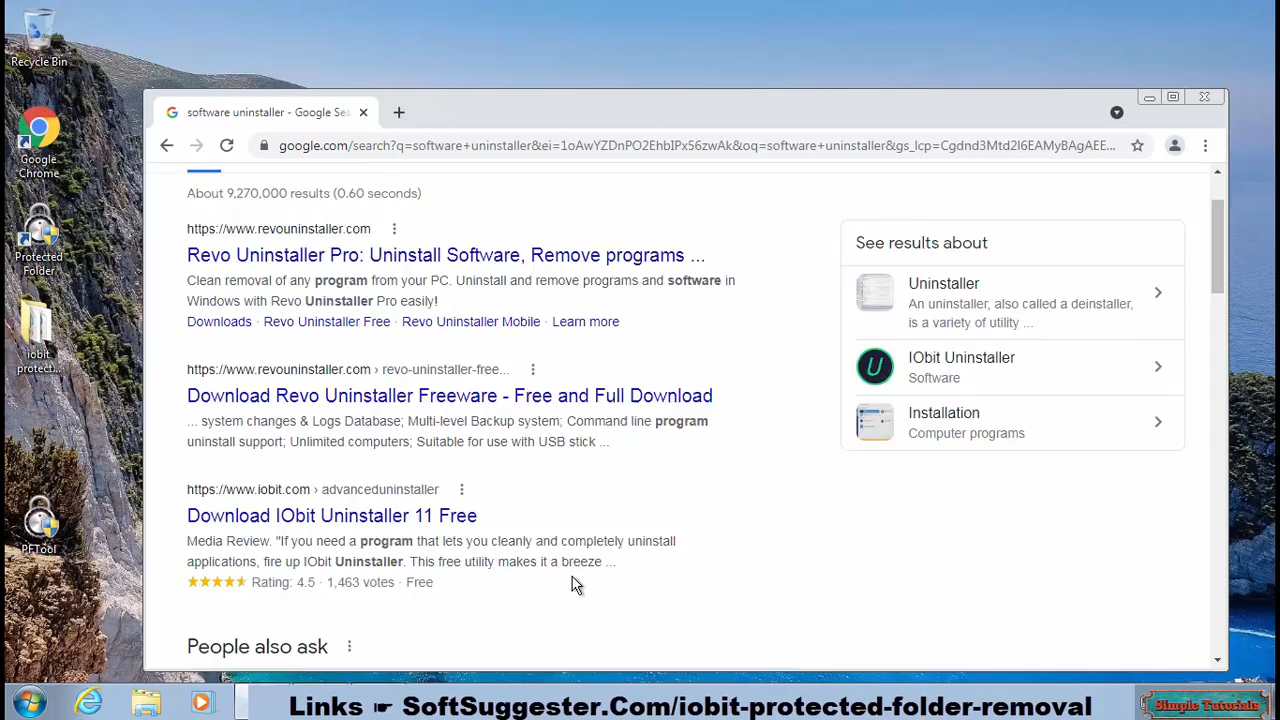 Recycle Bin
Google
Chrome
Protected
Folder
iobit
protect...
PFTool
software uninstaller - Google Sea
google.com/search?q=software+uninstaller&ei=1oAwYZDnPO2EhbIPx56zwAk&oq=software+uninstaller&gs_lcp=Cgdnd3Mtd2l6EAMyBAgAEE...
About 9,270,000 results (0.60 seconds)
https://www.revouninstaller.com
Revo Uninstaller Pro: Uninstall Software, Remove programs ...
Clean removal of any program from your PC. Uninstall and remove programs and software in
Windows with Revo Uninstaller Pro easily!
Downloads · Revo Uninstaller Free · Revo Uninstaller Mobile · Learn more
https://www.revouninstaller.com › revo-uninstaller-free...
Download Revo Uninstaller Freeware - Free and Full Download
... system changes & Logs Database; Multi-level Backup system; Command line program
uninstall support; Unlimited computers; Suitable for use with USB stick ...
https://www.iobit.com › advanceduninstaller
Download IObit Uninstaller 11 Free
Media Review. "If you need a program that lets you cleanly and completely uninstall
applications, fire up IObit Uninstaller. This free utility makes it a breeze ...
Rating: 4.5 · 1,463 votes · Free
People also ask
See results about
Uninstaller
An uninstaller, also called a deinstaller,
is a variety of utility ...
IObit Uninstaller
Software
Installation
Computer programs
Links ☛ SoftSuggester.Com/iobit-protected-folder-removal
Simple Tutorials